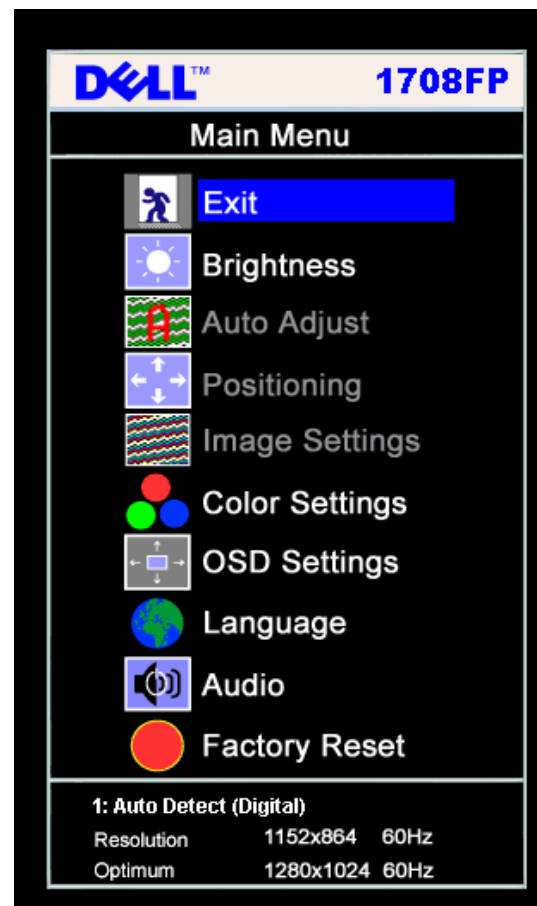 DELL™ 1708FP
Main Menu
Exit
Brightness
Auto Adjust
Positioning
Image Settings
Color Settings
OSD Settings
Language
Audio
Factory Reset
1: Auto Detect (Digital)
Resolution 1152x864 60Hz
Optimum 1280x1024 60Hz